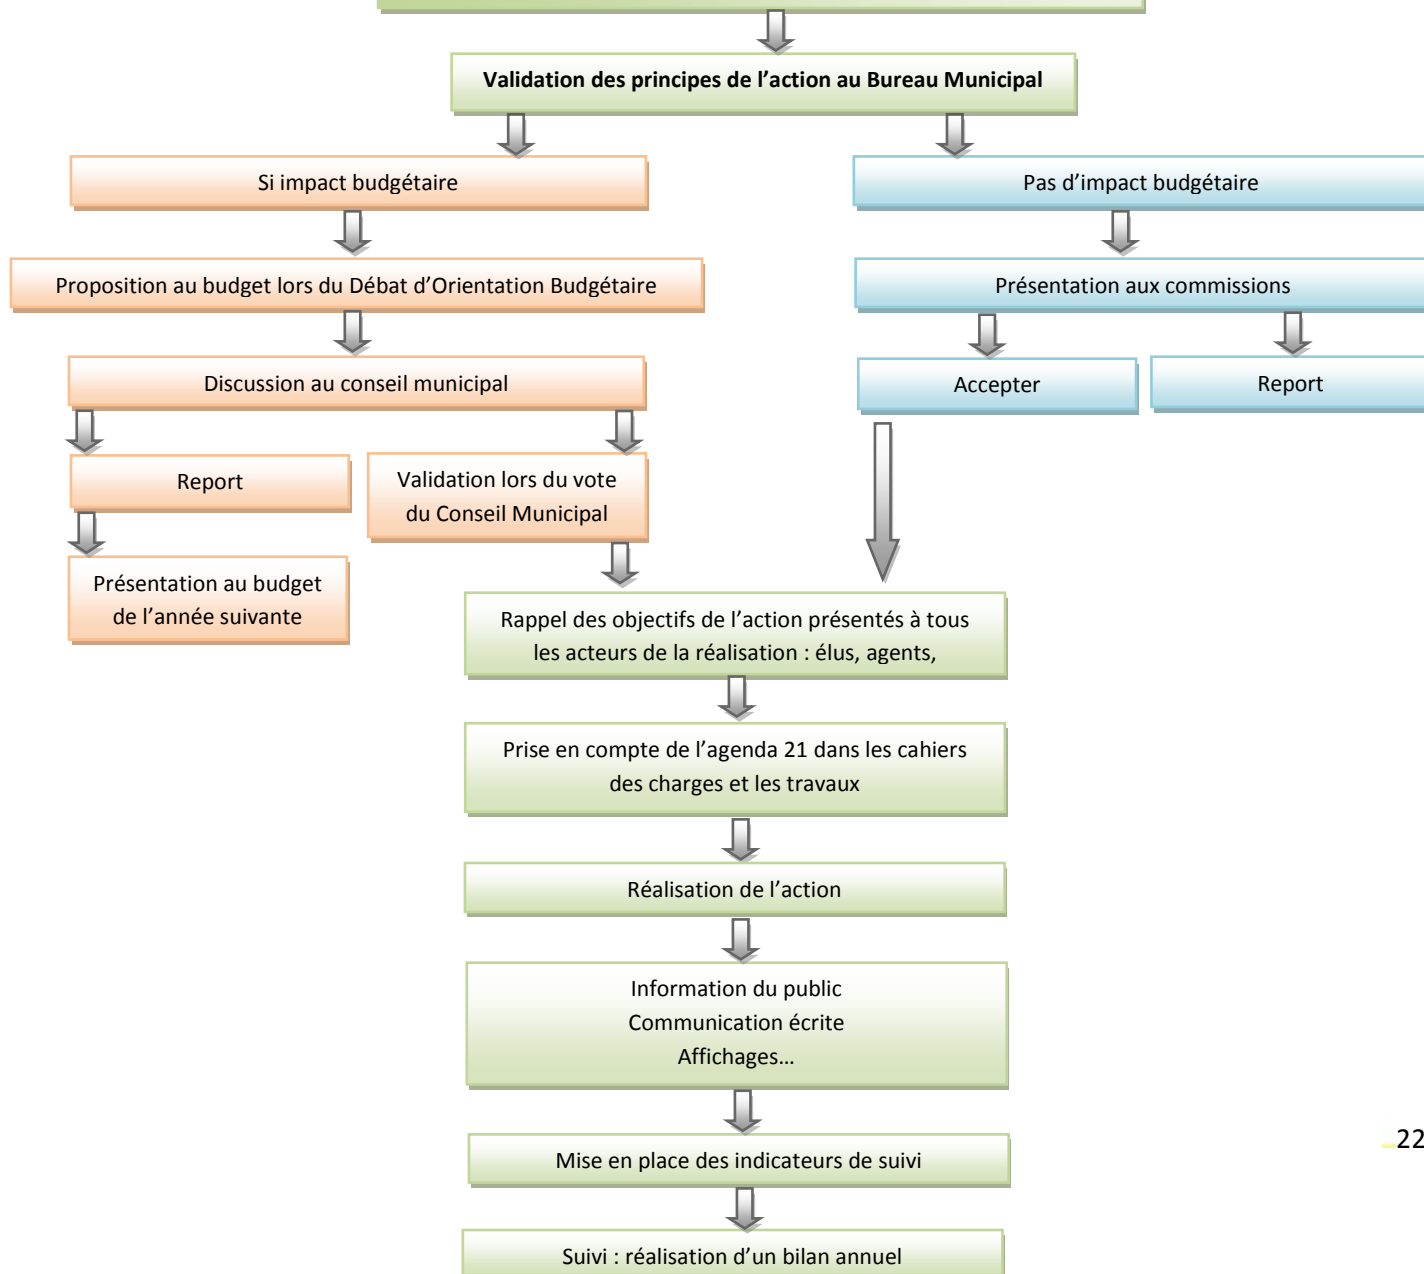 Validation des principes de l’action au Bureau Municipal
Si impact budgétaire
Pas d’impact budgétaire
Proposition au budget lors du Débat d’Orientation Budgétaire
Présentation aux commissions
Discussion au conseil municipal
Accepter
Report
Report
Validation lors du vote
du Conseil Municipal
Présentation au budget
de l’année suivante
Rappel des objectifs de l’action présentés à tous
les acteurs de la réalisation : élus, agents,
Prise en compte de l’agenda 21 dans les cahiers
des charges et les travaux
Réalisation de l’action
Information du public
Communication écrite
Affichages…
Mise en place des indicateurs de suivi
22
Suivi : réalisation d’un bilan annuel